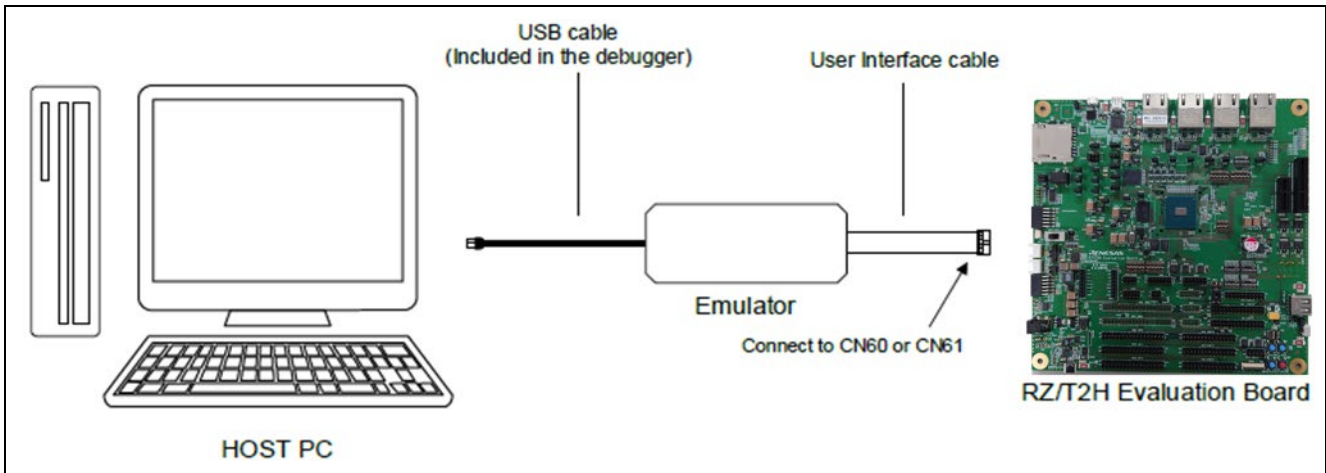 USB cable
(Included in the debugger)
User Interface cable
RENESAS
Emulator
Connect to CN60 or CN61
RZ/T2H Evaluation Board
HOST PC